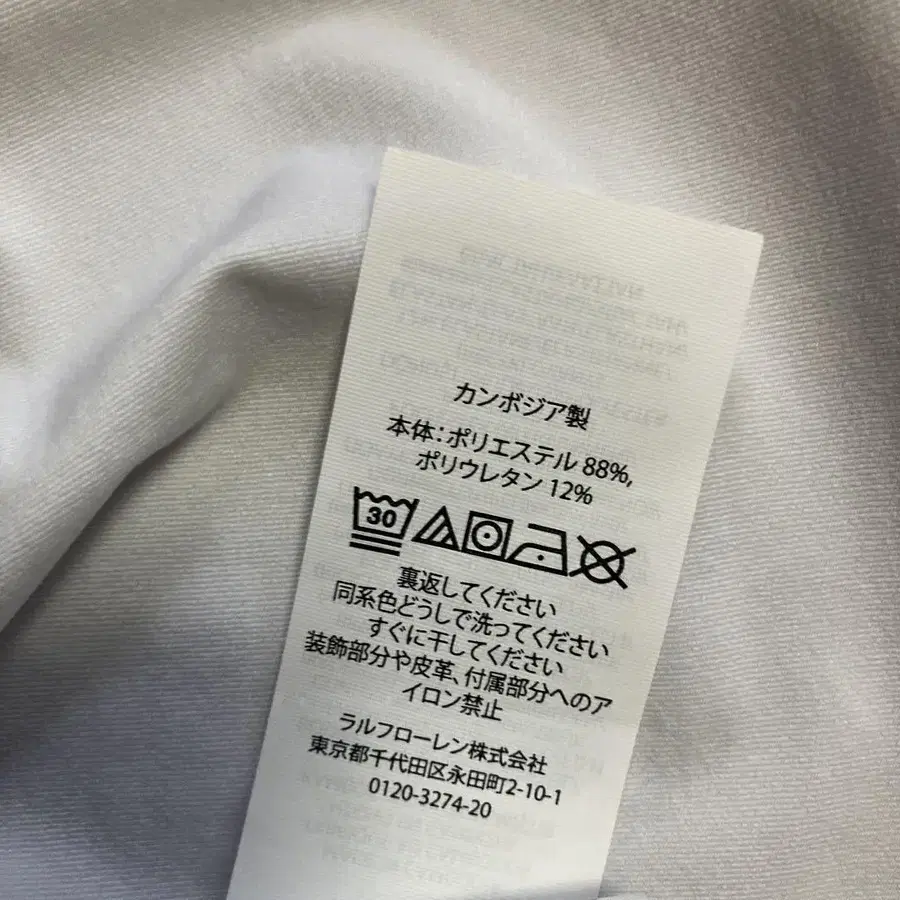 カンボジア製
本体：ポリエステル 88%,
ポリウレタン 12%
30
裏返してください
同系色どうしで洗ってください
すぐに干してください
装飾部分や皮革、付属部分へのア
イロン禁止
ラルフローレン株式会社
東京都千代田区永田町2-10-1
0120-3274-20